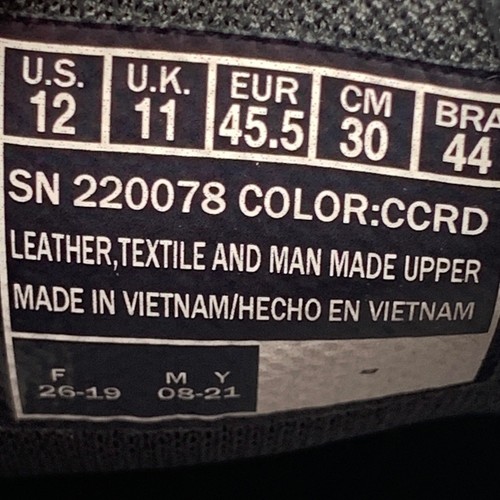 U.S. U.K. EUR CM BRA
12 11 45.5 30 44
SN 220078 COLOR:CCRD
LEATHER,TEXTILE AND MAN MADE UPPER
MADE IN VIETNAM/HECHO EN VIETNAM
F M Y
26-19 08-21